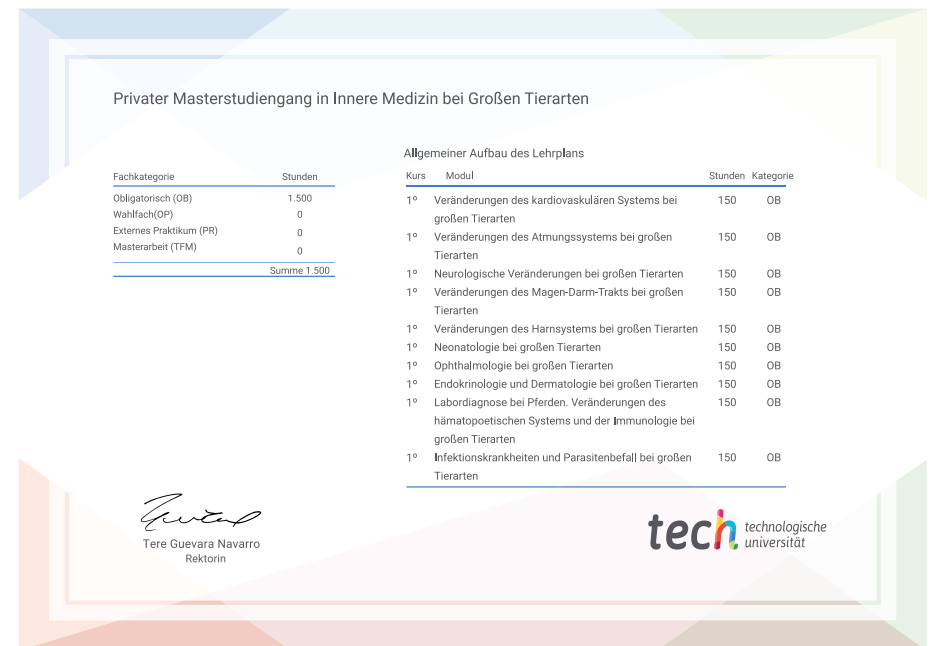 Privater Masterstudiengang in Innere Medizin bei Großen Tierarten
Allgemeiner Aufbau des Lehrplans
Fachkategorie Stunden
Obligatorisch (OB) 1.500
Wahlfach(OP) 0
Externes Praktikum (PR) 0
Masterarbeit (TFM) 0
Summe 1.500
Kurs Modul Stunden Kategorie
1º Veränderungen des kardiovaskulären Systems bei 150 OB
großen Tierarten
1º Veränderungen des Atmungssystems bei großen 150 OB
Tierarten
1º Neurologische Veränderungen bei großen Tierarten 150 OB
1º Veränderungen des Magen-Darm-Trakts bei großen 150 OB
Tierarten
1º Veränderungen des Harnsystems bei großen Tierarten 150 OB
1º Neonatologie bei großen Tierarten 150 OB
1º Ophthalmologie bei großen Tierarten 150 OB
1º Endokrinologie und Dermatologie bei großen Tierarten 150 OB
1º Labordiagnose bei Pferden. Veränderungen des 150 OB
hämatopoetischen Systems und der Immunologie bei
großen Tierarten
1º Infektionskrankheiten und Parasitenbefall bei großen 150 OB
Tierarten
Tere Guevara Navarro
Rektorin
tech technologische
universität